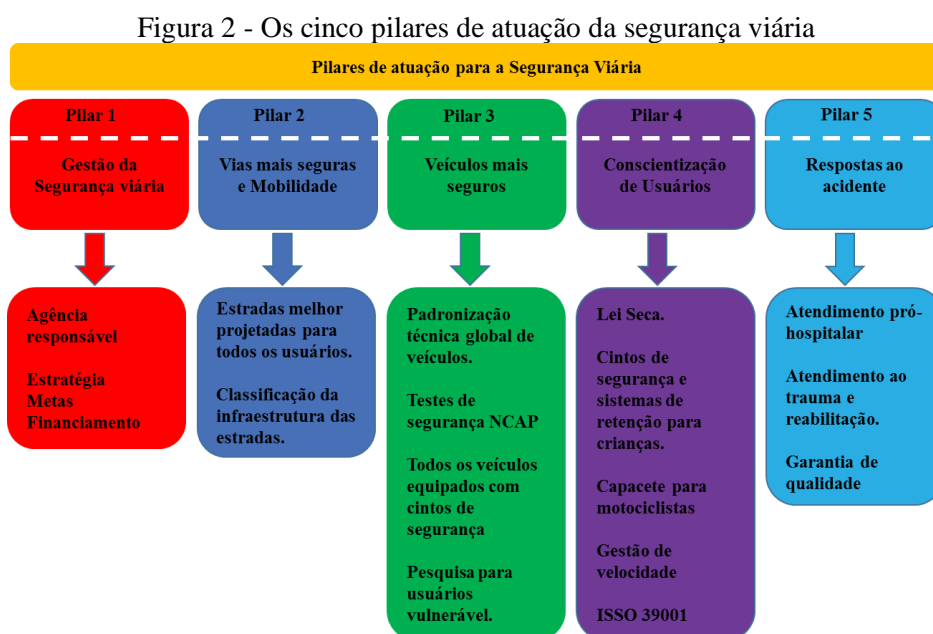 Figura 2 - Os cinco pilares de atuação da segurança viária
Pilares de atuação para a Segurança Viária
Pilar 1
Gestão da
Segurança viária
Pilar 2
Vias mais seguras
e Mobilidade
Pilar 3
Veículos mais
seguros
Pilar 4
Conscientização
de Usuários
Pilar 5
Respostas ao
acidente
Agência
responsável
Estratégia
Metas
Financiamento
Estradas melhor
projetadas para
todos os usuários.
Classificação da
infraestrutura das
estradas.
Padronização
técnica global de
veículos.
Testes de
segurança NCAP
Todos os veículos
equipados com
cintos de
segurança
Pesquisa para
usuários
vulnerável.
Lei Seca.
Cintos de
segurança e
sistemas de
retenção para
crianças.
Capacete para
motociclistas
Gestão de
velocidade
ISSO 39001
Atendimento pró-
hospitalar
Atendimento ao
trauma e
reabilitação.
Garantia de
qualidade